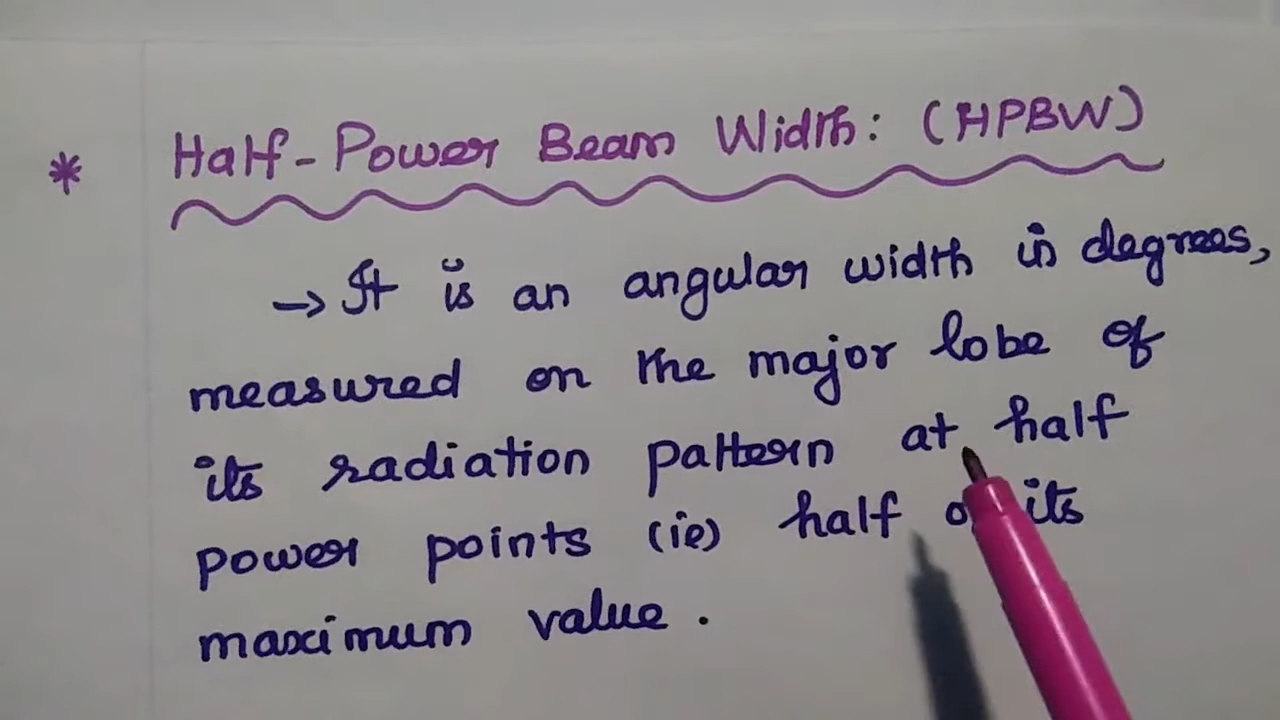 * Half-Power Beam Width: (HPBW)
→ It is an angular width in degrees,
measured on the major lobe of
its radiation pattern at half
power points (ie) half its
maximum value.